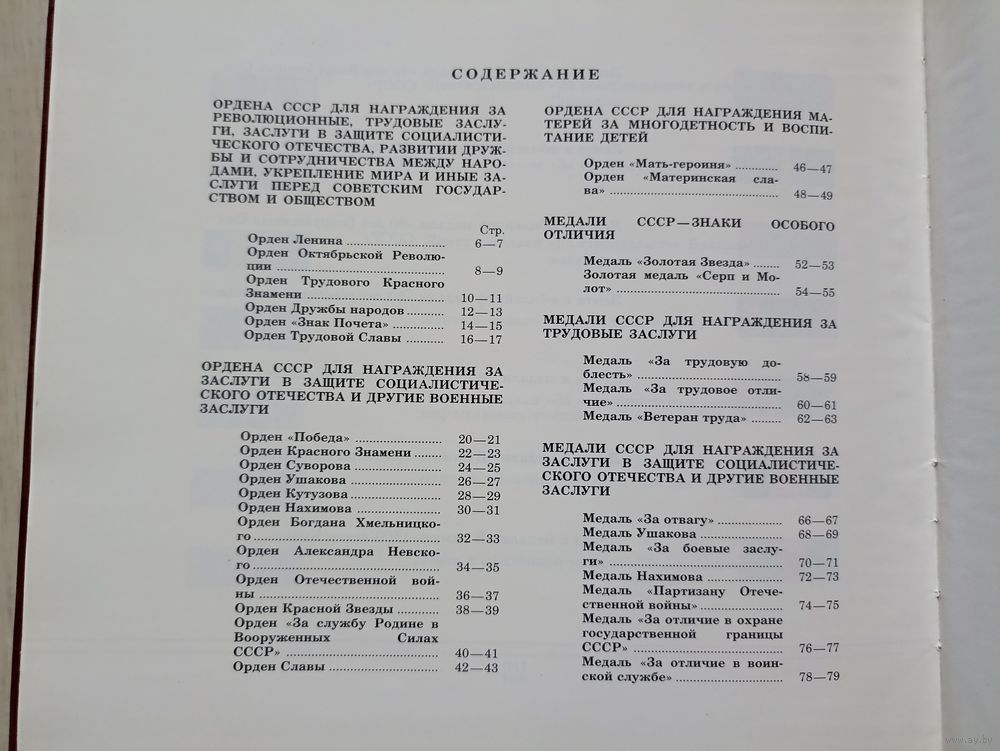 СОДЕРЖАНИЕ
ОРДЕНА СССР ДЛЯ НАГРАЖДЕНИЯ ЗА
РЕВОЛЮЦИОННЫЕ, ТРУДОВЫЕ ЗАСЛУ-
ГИ, ЗАСЛУГИ В ЗАЩИТЕ СОЦИАЛИСТИ-
ЧЕСКОГО ОТЕЧЕСТВА, РАЗВИТИИ ДРУЖ-
БЫ И СОТРУДНИЧЕСТВА МЕЖДУ НАРО-
ДАМИ, УКРЕПЛЕНИЕ МИРА И ИНЫЕ ЗА-
СЛУГИ ПЕРЕД СОВЕТСКИМ ГОСУДАР-
СТВОМ И ОБЩЕСТВОМ
Стр.
Орден Ленина .......................... 6—7
Орден Октябрьской Револю-
ции ............................................ 8—9
Орден Трудового Красного
Знамени .................................... 10—11
Орден Дружбы народов .......... 12—13
Орден «Знак Почета» .............. 14—15
Орден Трудовой Славы .......... 16—17
ОРДЕНА СССР ДЛЯ НАГРАЖДЕНИЯ ЗА
ЗАСЛУГИ В ЗАЩИТЕ СОЦИАЛИСТИЧЕ-
СКОГО ОТЕЧЕСТВА И ДРУГИЕ ВОЕННЫЕ
ЗАСЛУГИ
Орден «Победа» ....................... 20—21
Орден Красного Знамени ........ 22—23
Орден Суворова ....................... 24—25
Орден Ушакова ........................ 26—27
Орден Кутузова ........................ 28—29
Орден Нахимова ...................... 30—31
Орден Богдана Хмельницко-
го ................................................. 32—33
Орден Александра Невско-
го ................................................. 34—35
Орден Отечественной вой-
ны ............................................... 36—37
Орден Красной Звезды ........... 38—39
Орден «За службу Родине в
Вооруженных Силах
СССР» ........................................ 40—41
Орден Славы ............................. 42—43
ОРДЕНА СССР ДЛЯ НАГРАЖДЕНИЯ МА-
ТЕРЕЙ ЗА МНОГОДЕТНОСТЬ И ВОСПИ-
ТАНИЕ ДЕТЕЙ
Орден «Мать-героиня» ........... 46—47
Орден «Материнская сла-
ва» ............................................. 48—49
МЕДАЛИ СССР—ЗНАКИ ОСОБОГО
ОТЛИЧИЯ
Медаль «Золотая Звезда» ....... 52—53
Золотая медаль «Серп и Мо-
лот» ........................................... 54—55
МЕДАЛИ СССР ДЛЯ НАГРАЖДЕНИЯ ЗА
ТРУДОВЫЕ ЗАСЛУГИ
Медаль «За трудовую до-
блесть» ...................................... 58—59
Медаль «За трудовое отли-
чие» ........................................... 60—61
Медаль «Ветеран труда» ........ 62—63
МЕДАЛИ СССР ДЛЯ НАГРАЖДЕНИЯ ЗА
ЗАСЛУГИ В ЗАЩИТЕ СОЦИАЛИСТИЧЕ-
СКОГО ОТЕЧЕСТВА И ДРУГИЕ ВОЕННЫЕ
ЗАСЛУГИ
Медаль «За отвагу» ................. 66—67
Медаль Ушакова ...................... 68—69
Медаль «За боевые заслу-
ги» .............................................. 70—71
Медаль Нахимова .................... 72—73
Медаль «Партизану Отече-
ственной войны» ...................... 74—75
Медаль «За отличие в охране
государственной границы
СССР» ........................................ 76—77
Медаль «За отличие в воин-
ской службе» ............................ 78—79
www.ay.by